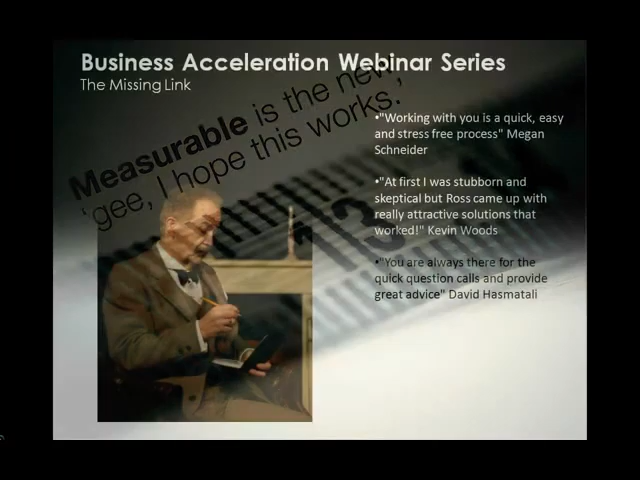 Business Acceleration Webinar Series
The Missing Link
Measurable is the new,
'gee, I hope this works.'
•"Working with you is a quick, easy
and stress free process" Megan
Schneider
•"At first I was stubborn and
skeptical but Ross came up with
really attractive solutions that
worked!" Kevin Woods
•"You are always there for the
quick question calls and provide
great advice" David Hasmatali
13